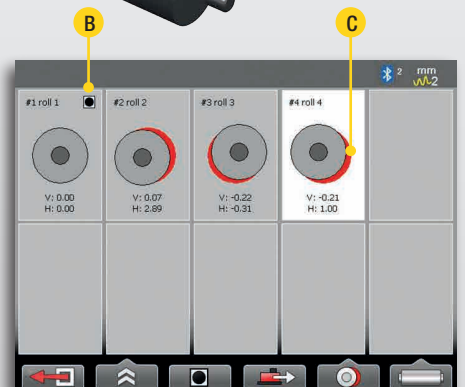 B
C
2
mm
2
#1 roll 1
#2 roll 2
#3 roll 3
#4 roll 4
V: 0.00
H: 0.00
V: 0.07
H: 2.89
V: -0.22
H: -0.31
V: -0.21
H: 1.00